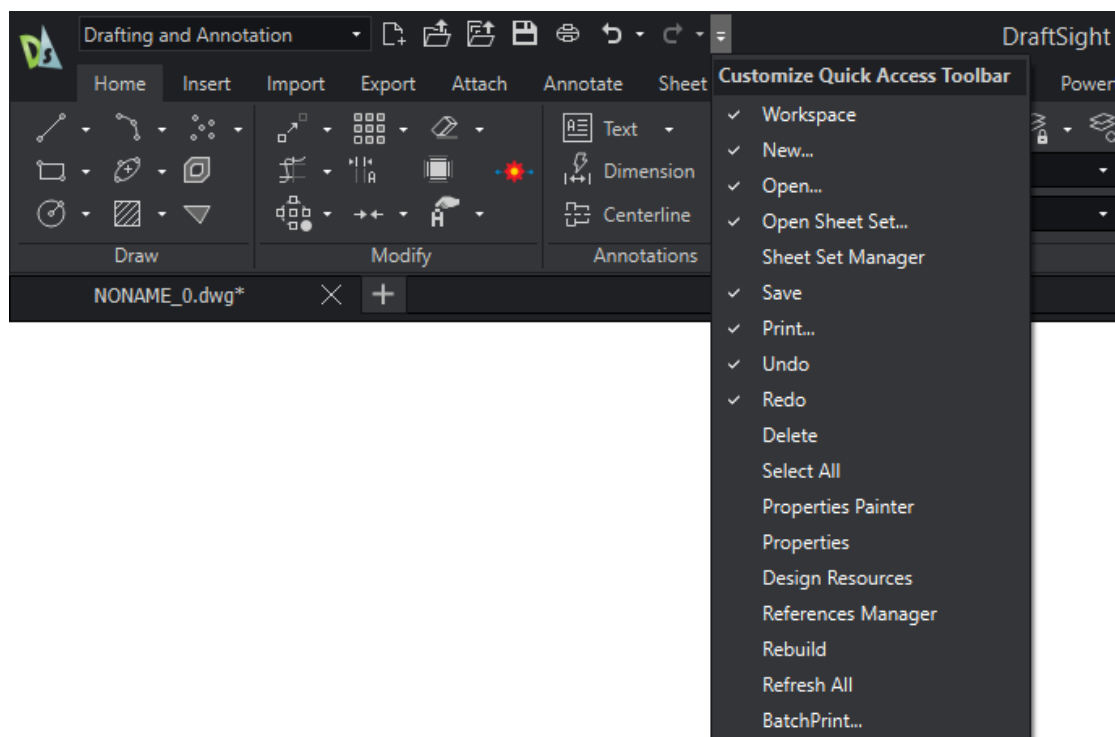 Drafting and Annotation DraftSight
Home Insert Import Export Attach Annotate Sheet Power
Customize Quick Access Toolbar
Workspace
New...
Open...
Open Sheet Set...
Sheet Set Manager
Save
Print...
Undo
Redo
Delete
Select All
Properties Painter
Properties
Design Resources
References Manager
Rebuild
Refresh All
BatchPrint...
Text
Dimension
Centerline
Draw Modify Annotations
NONAME_0.dwg*